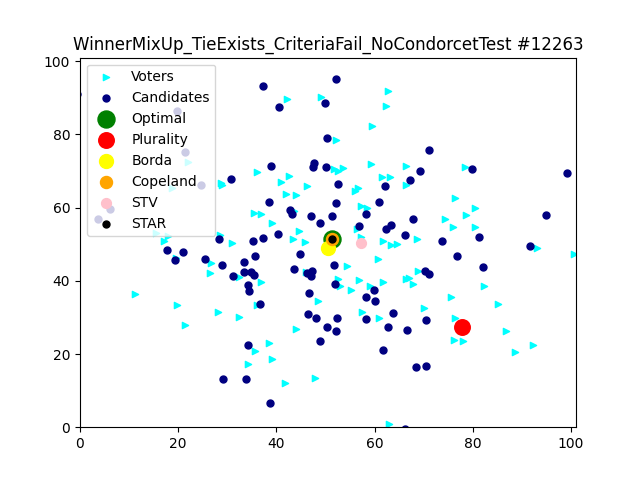 WinnerMixUp_TieExists_CriteriaFail_NoCondorcetTest #12263
100
80
60
40
20
0
0 20 40 60 80 100
Voters
Candidates
Optimal
Plurality
Borda
Copeland
STV
STAR